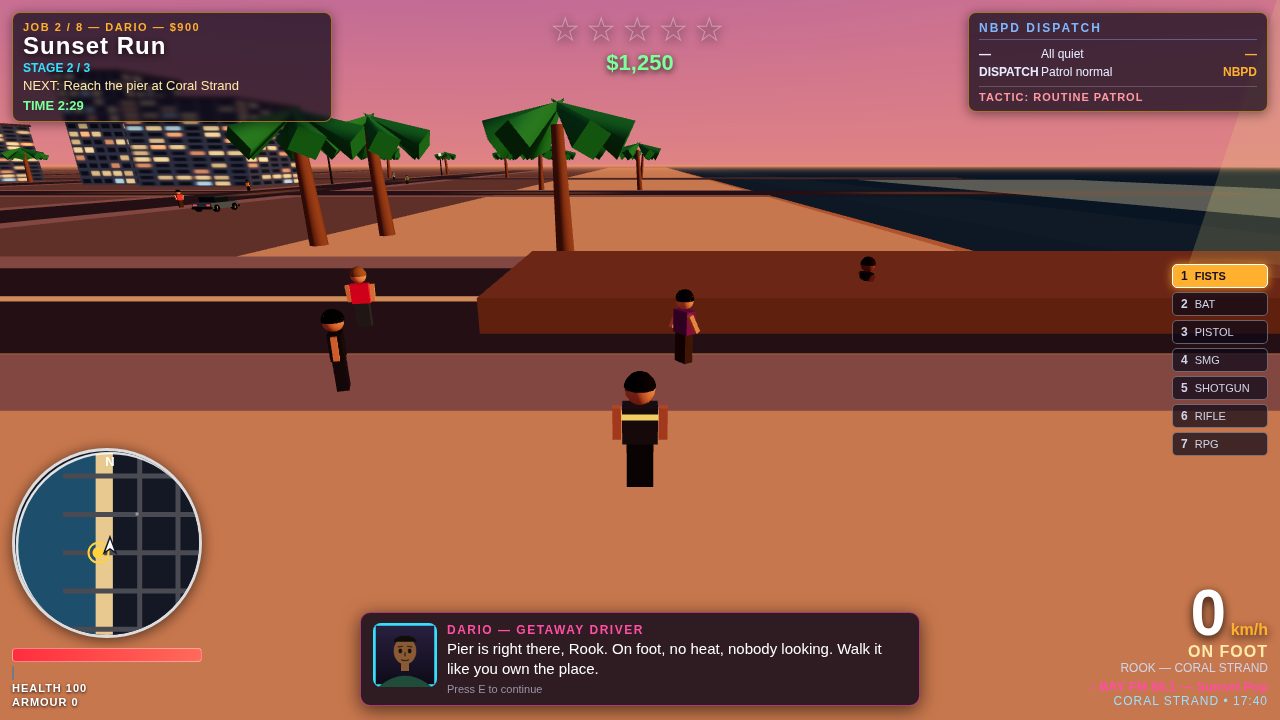 JOB 2 / 8 — DARIO — $900
Sunset Run
STAGE 2 / 3
NEXT: Reach the pier at Coral Strand
TIME 2:29
$1,250
NBPD DISPATCH
— All quiet —
DISPATCH Patrol normal NBPD
TACTIC: ROUTINE PATROL
1 FISTS
2 BAT
3 PISTOL
4 SMG
5 SHOTGUN
6 RIFLE
7 RPG
N
HEALTH 100
ARMOUR 0
DARIO — GETAWAY DRIVER
Pier is right there, Rook. On foot, no heat, nobody looking. Walk it
like you own the place.
Press E to continue
0 km/h
ON FOOT
ROOK — CORAL STRAND
— Sunset Pop
CORAL STRAND • 17:40